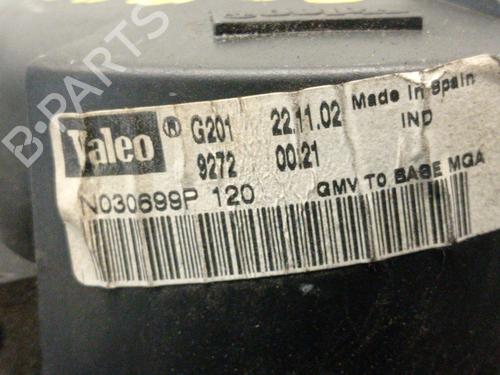 B-PARTS
Valeo ® G201 22.11.02 Made in Spain
9272 00:21 IND
N030699P 120 GMV TO BASE MGA